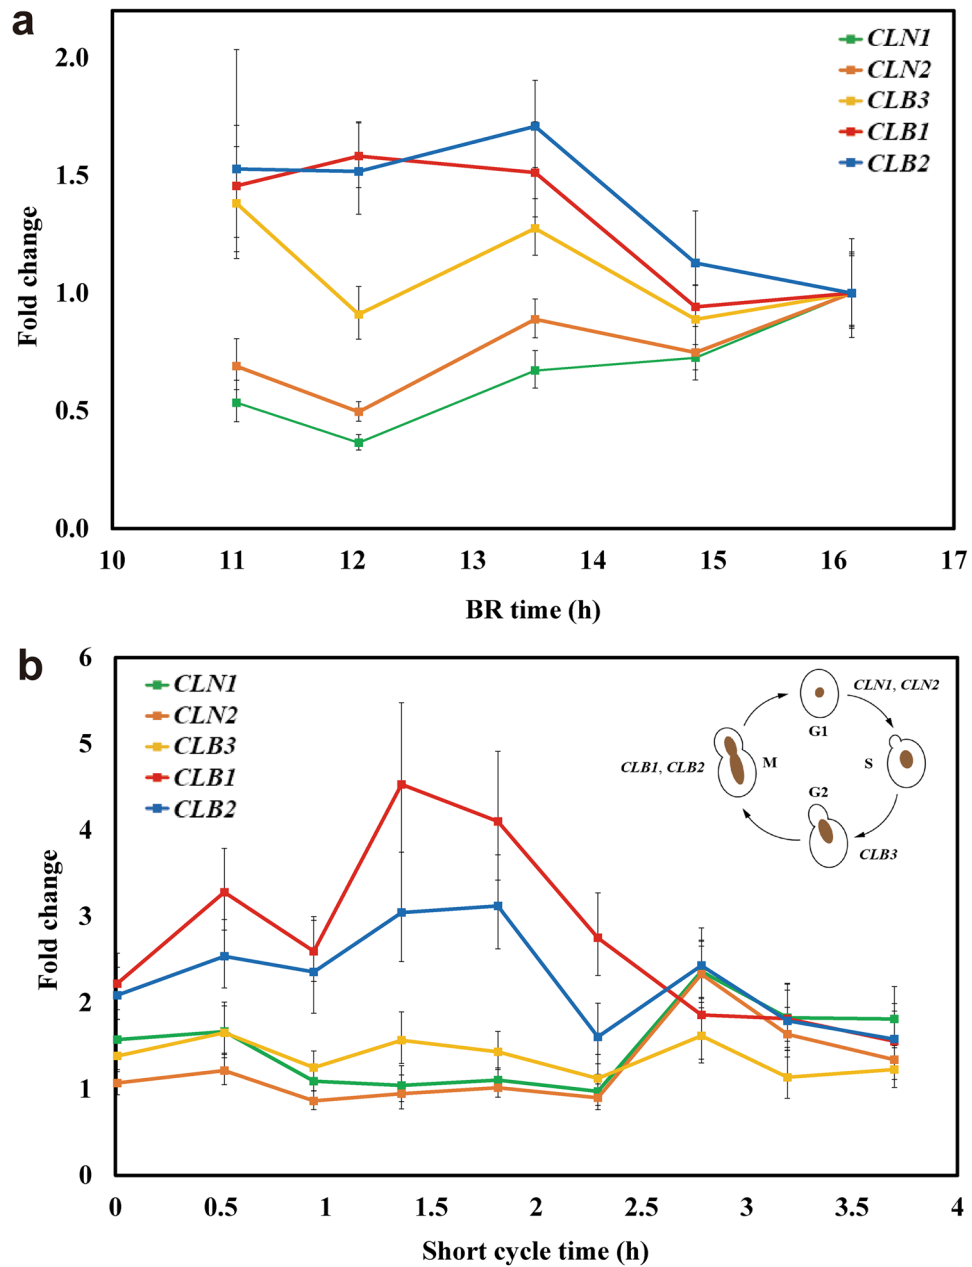 a
2.0
1.5
1.0
0.5
0.0
Fold change
CLN1
CLN2
CLB3
CLB1
CLB2
10 11 12 13 14 15 16 17
BR time (h)
b
6
5
4
3
2
1
0
Fold change
CLN1
CLN2
CLB3
CLB1
CLB2
CLN1, CLN2
G1
CLB1, CLB2
M
S
G2
CLB3
0 0.5 1 1.5 2 2.5 3 3.5 4
Short cycle time (h)